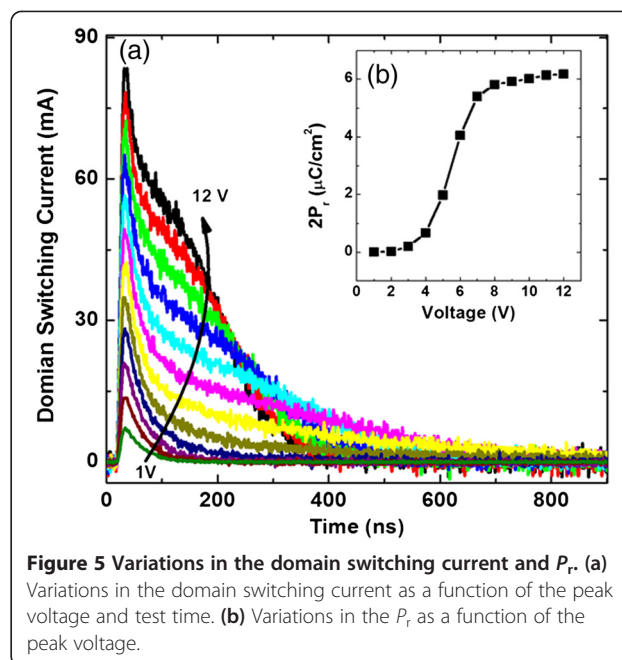 90
60
30
0
Domian Switching Current (mA)
(a)
12 V
1V
0
200
400
600
800
Time (ns)
(b)
6
4
2
0
2Pr (μC/cm²)
0
2
4
6
8
10
12
Voltage (V)
Figure 5 Variations in the domain switching current and Pr. (a)
Variations in the domain switching current as a function of the peak
voltage and test time. (b) Variations in the Pr as a function of the
peak voltage.